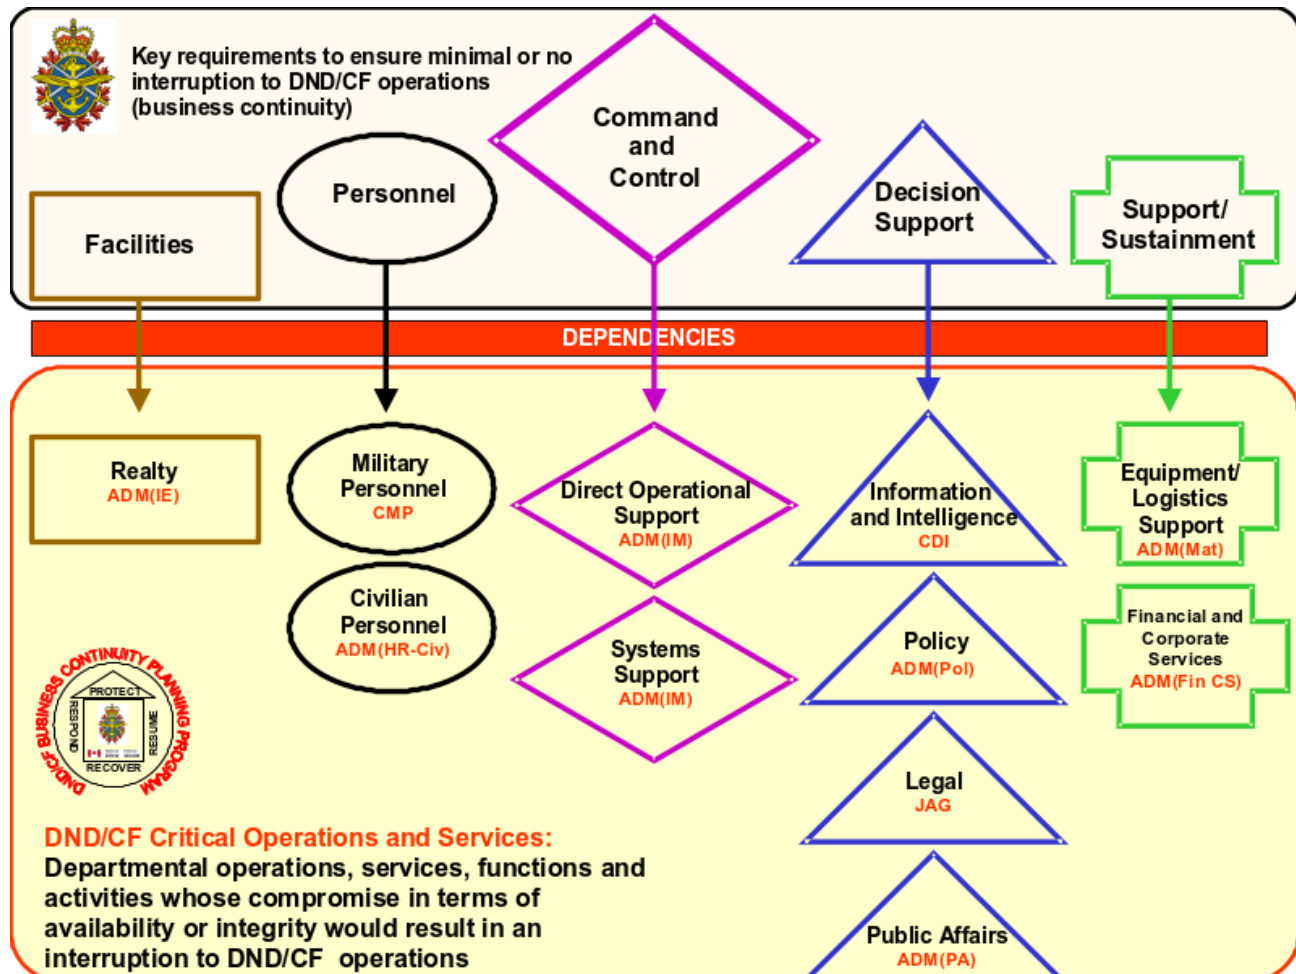 Key requirements to ensure minimal or no
interruption to DND/CF operations
(business continuity)
Facilities
Personnel
Command
and
Control
Decision
Support
Support/
Sustainment
DEPENDENCIES
Realty
ADM(IE)
Military
Personnel
CMP
Civilian
Personnel
ADM(HR-Civ)
Direct Operational
Support
ADM(IM)
Systems
Support
ADM(IM)
Information
and Intelligence
CDI
Policy
ADM(Pol)
Legal
JAG
Public Affairs
ADM(PA)
Equipment/
Logistics
Support
ADM(Mat)
Financial and
Corporate
Services
ADM(Fin CS)
DND/CF BUSINESS CONTINUITY PLANNING PROGRAM
PROTECT
RESPOND
RESUME
RECOVER
DND/CF Critical Operations and Services:
Departmental operations, services, functions and
activities whose compromise in terms of
availability or integrity would result in an
interruption to DND/CF operations